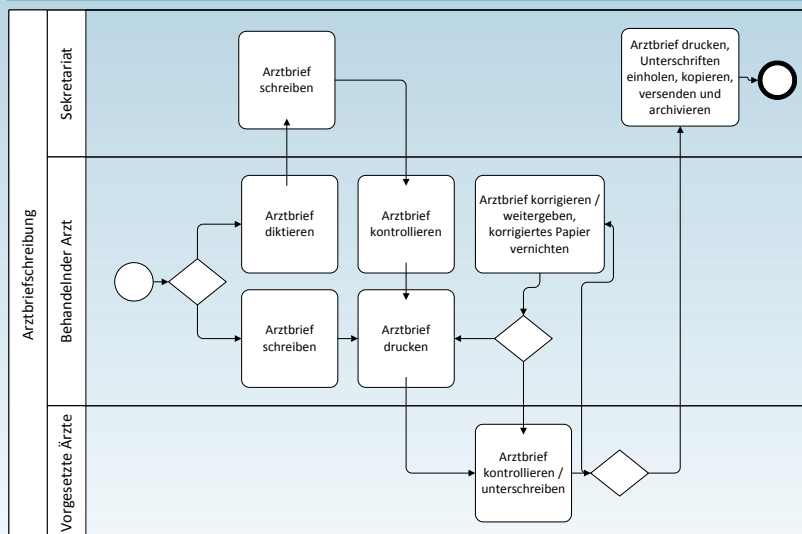 Arztbriefschreibung
Sekretariat
Arztbrief
schreiben
Arztbrief drucken,
Unterschriften
einholen, kopieren,
versenden und
archivieren
Behandelnder Arzt
Arztbrief
diktieren
Arztbrief
kontrollieren
Arztbrief korrigieren /
weitergeben,
korrigiertes Papier
vernichten
Arztbrief
schreiben
Arztbrief
drucken
Vorgesetzte Ärzte
Arztbrief
kontrollieren /
unterschreiben